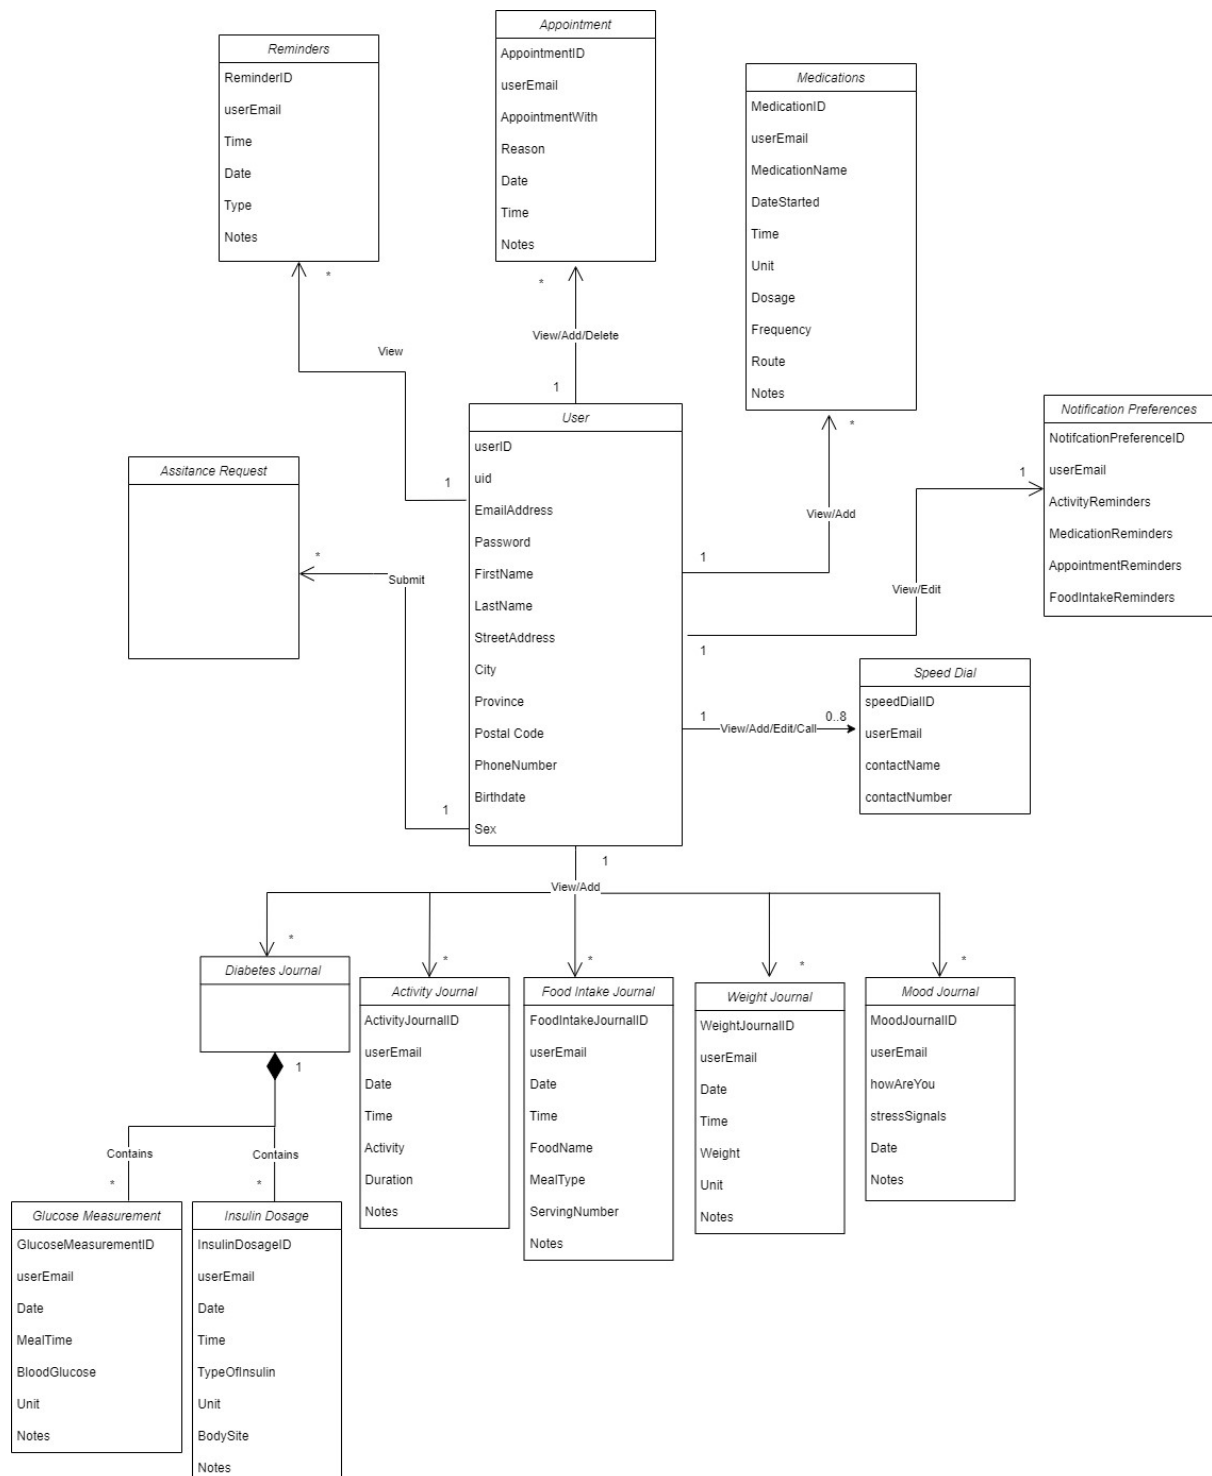 Reminders
ReminderID
userEmail
Time
Date
Type
Notes
*
View
1
Appointment
AppointmentID
userEmail
AppointmentWith
Reason
Date
Time
Notes
*
View/Add/Delete
1
Medications
MedicationID
userEmail
MedicationName
DateStarted
Time
Unit
Dosage
Frequency
Route
Notes
*
View/Add
1
Notification Preferences
NotifcationPreferenceID
userEmail
ActivityReminders
MedicationReminders
AppointmentReminders
FoodIntakeReminders
1
View/Edit
1
Assitance Request
*
Submit
1
User
userID
uid
EmailAddress
Password
FirstName
LastName
StreetAddress
City
Province
Postal Code
PhoneNumber
Birthdate
Sex
Speed Dial
speedDialID
userEmail
contactName
contactNumber
1
View/Add/Edit/Call
0..8
1
View/Add
*
*
*
*
*
Diabetes Journal
1
Contains
Contains
*
*
Activity Journal
ActivityJournalID
userEmail
Date
Time
Activity
Duration
Notes
Food Intake Journal
FoodIntakeJournalID
userEmail
Date
Time
FoodName
MealType
ServingNumber
Notes
Weight Journal
WeightJournalID
userEmail
Date
Time
Weight
Unit
Notes
Mood Journal
MoodJournalID
userEmail
howAreYou
stressSignals
Date
Notes
Glucose Measurement
GlucoseMeasurementID
userEmail
Date
MealTime
BloodGlucose
Unit
Notes
Insulin Dosage
InsulinDosageID
userEmail
Date
Time
TypeOfInsulin
Unit
BodySite
Notes